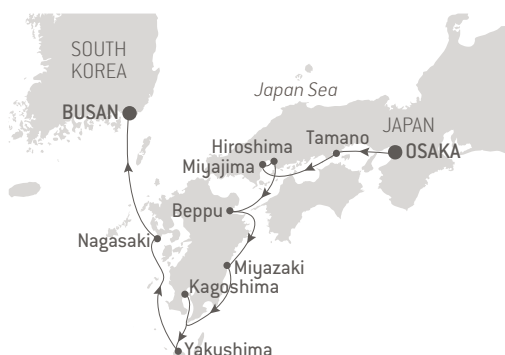 SOUTH
KOREA
BUSAN
Japan Sea
JAPAN
Tamano
Hiroshima
OSAKA
Miyajima
Beppu
Nagasaki
Miyazaki
Kagoshima
Yakushima